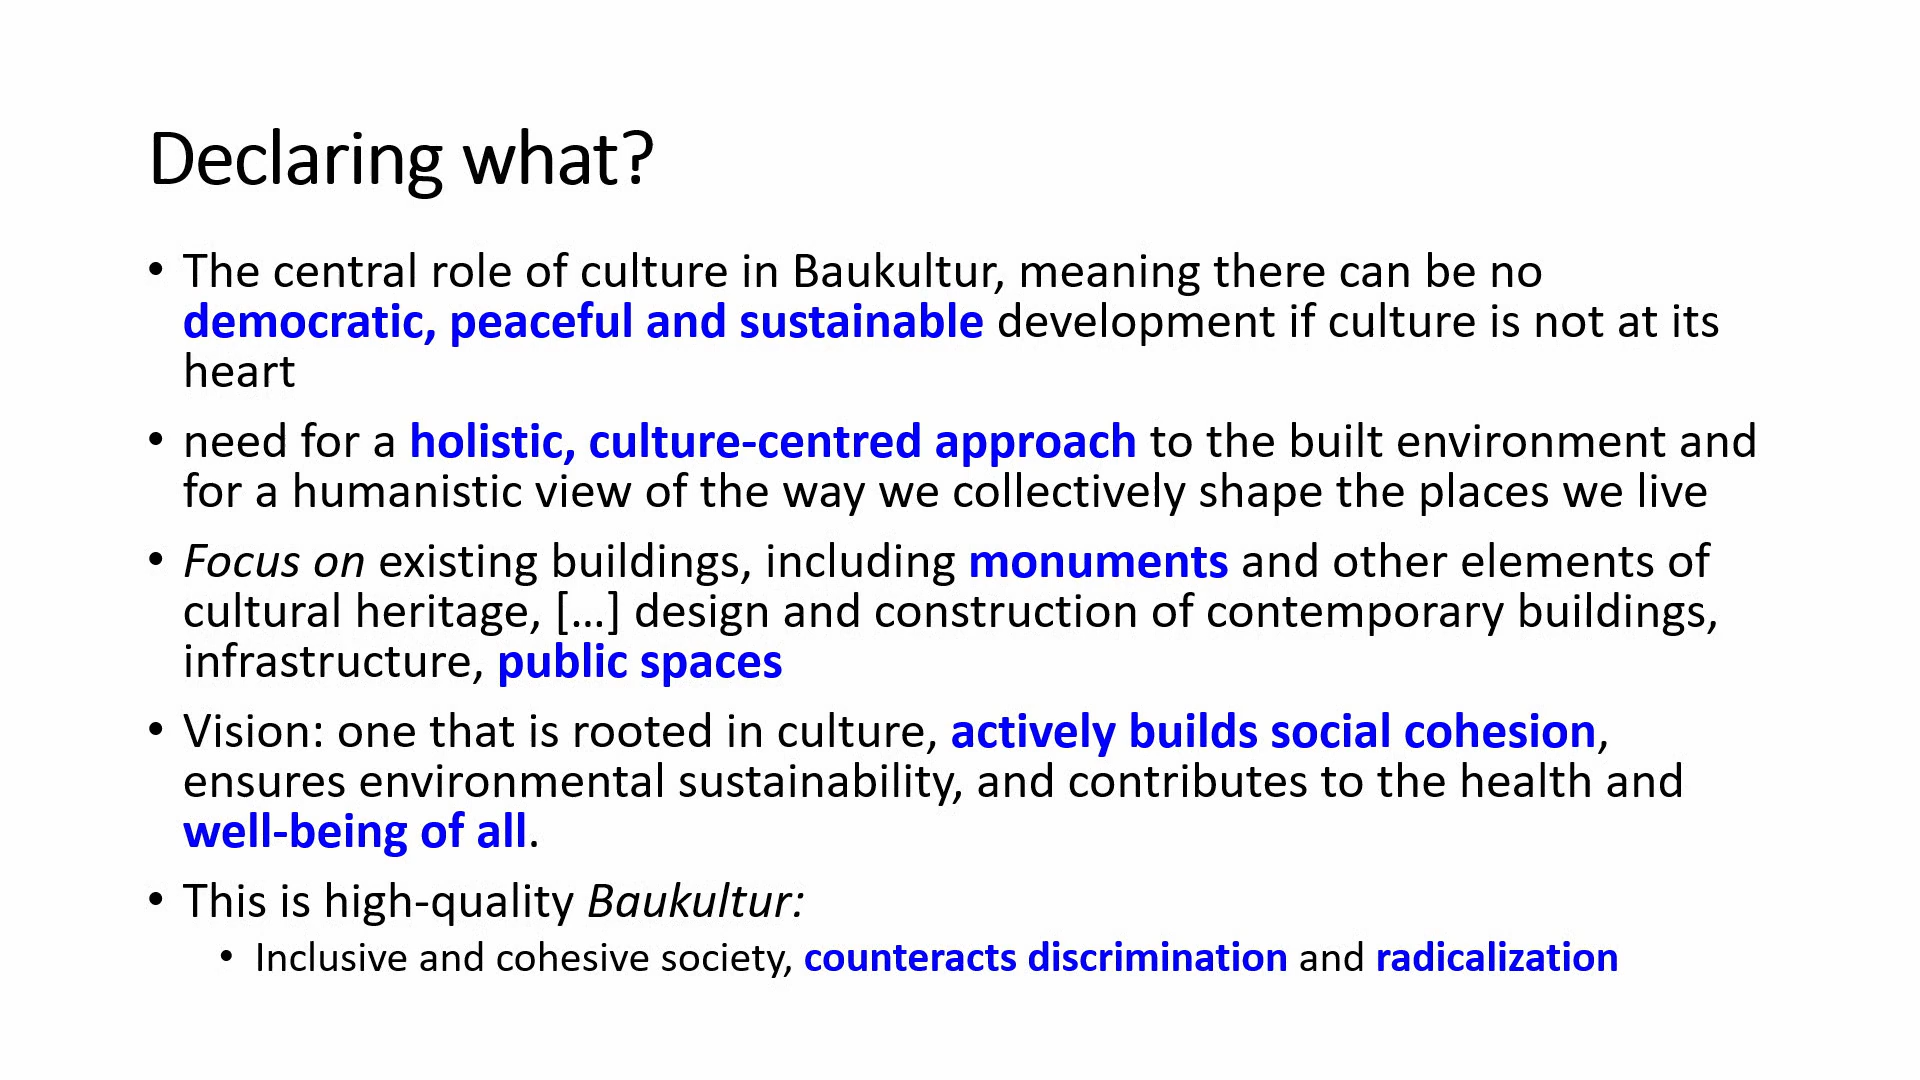 Declaring what?
• The central role of culture in Baukultur, meaning there can be no
democratic, peaceful and sustainable development if culture is not at its
heart
• need for a holistic, culture-centred approach to the built environment and
for a humanistic view of the way we collectively shape the places we live
• Focus on existing buildings, including monuments and other elements of
cultural heritage, […] design and construction of contemporary buildings,
infrastructure, public spaces
• Vision: one that is rooted in culture, actively builds social cohesion,
ensures environmental sustainability, and contributes to the health and
well-being of all.
• This is high-quality Baukultur:
• Inclusive and cohesive society, counteracts discrimination and radicalization